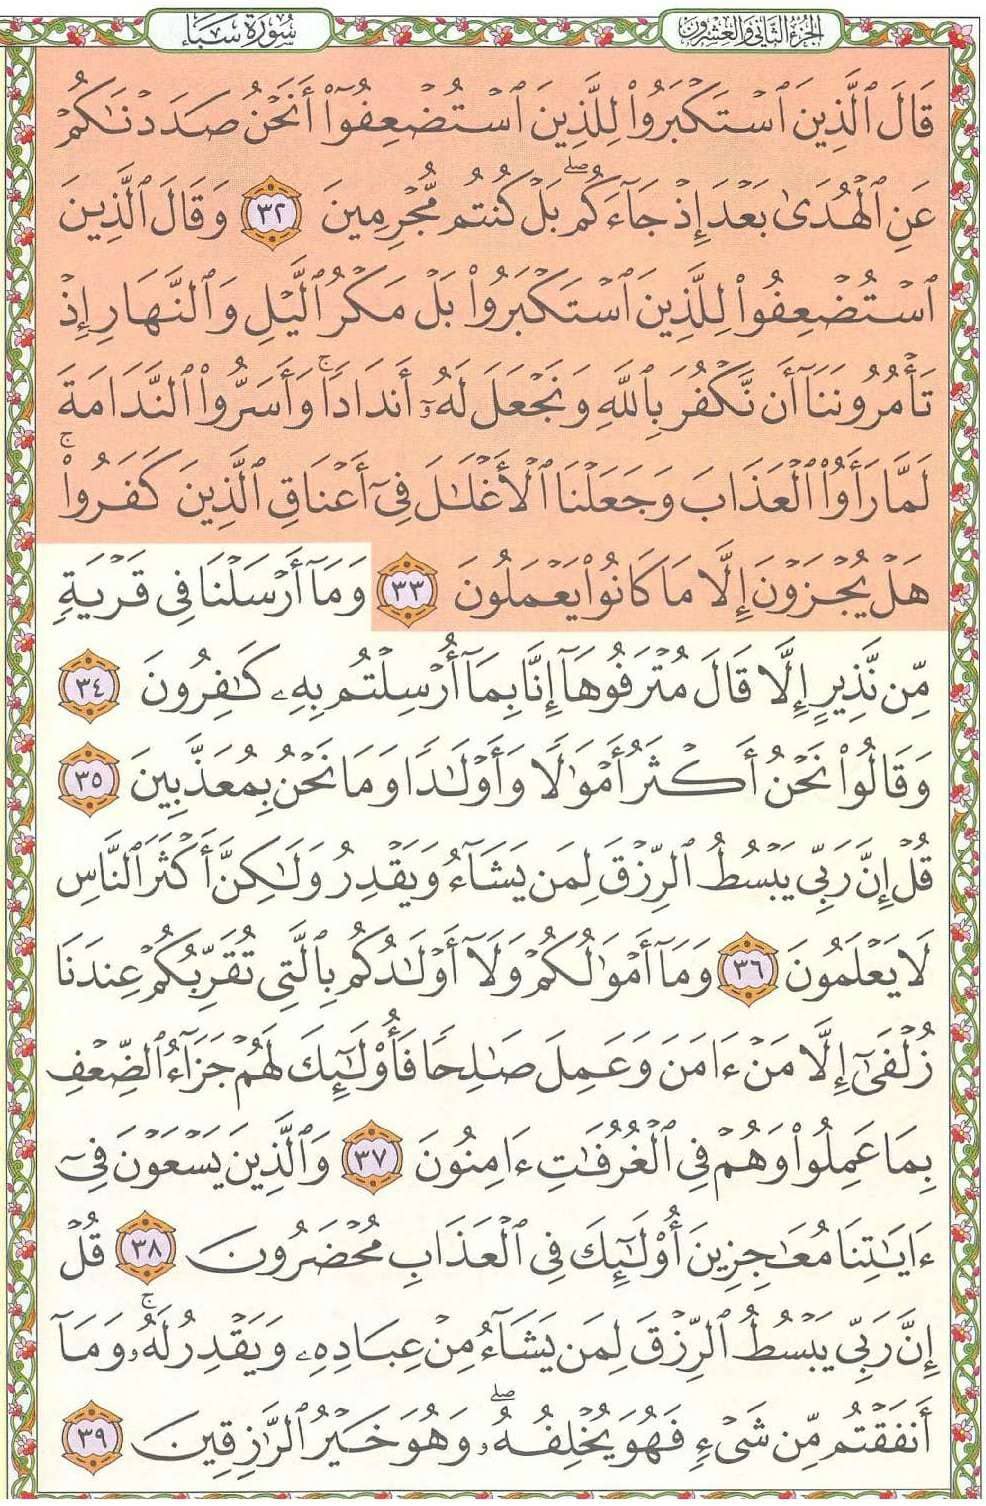 الجزء الثاني والعشرون
سورة سبأ
قَالَ ٱلَّذِينَ ٱسْتَكْبَرُوا۟ لِلَّذِينَ ٱسْتُضْعِفُوٓا۟ أَنَحْنُ صَدَدْنَٰكُمْ
عَنِ ٱلْهُدَىٰ بَعْدَ إِذْ جَآءَكُم ۖ بَلْ كُنتُم مُّجْرِمِينَ ٣٢ وَقَالَ ٱلَّذِينَ
ٱسْتُضْعِفُوا۟ لِلَّذِينَ ٱسْتَكْبَرُوا۟ بَلْ مَكْرُ ٱلَّيْلِ وَٱلنَّهَارِ إِذْ
تَأْمُرُونَنَآ أَن نَّكْفُرَ بِٱللَّهِ وَنَجْعَلَ لَهُۥٓ أَندَادًا ۚ وَأَسَرُّوا۟ ٱلنَّدَامَةَ
لَمَّا رَأَوُا۟ ٱلْعَذَابَ وَجَعَلْنَا ٱلْأَغْلَٰلَ فِىٓ أَعْنَاقِ ٱلَّذِينَ كَفَرُوا۟ ۚ
هَلْ يُجْزَوْنَ إِلَّا مَا كَانُوا۟ يَعْمَلُونَ ٣٣ وَمَآ أَرْسَلْنَا فِى قَرْيَةٍ
مِّن نَّذِيرٍ إِلَّا قَالَ مُتْرَفُوهَآ إِنَّا بِمَآ أُرْسِلْتُم بِهِۦ كَٰفِرُونَ ٣٤
وَقَالُوا۟ نَحْنُ أَكْثَرُ أَمْوَٰلًا وَأَوْلَٰدًا وَمَا نَحْنُ بِمُعَذَّبِينَ ٣٥
قُلْ إِنَّ رَبِّى يَبْسُطُ ٱلرِّزْقَ لِمَن يَشَآءُ وَيَقْدِرُ وَلَٰكِنَّ أَكْثَرَ ٱلنَّاسِ
لَا يَعْلَمُونَ ٣٦ وَمَآ أَمْوَٰلُكُمْ وَلَآ أَوْلَٰدُكُم بِٱلَّتِى تُقَرِّبُكُمْ عِندَنَا
زُلْفَىٰٓ إِلَّا مَنْ ءَامَنَ وَعَمِلَ صَٰلِحًا فَأُو۟لَٰٓئِكَ لَهُمْ جَزَآءُ ٱلضِّعْفِ
بِمَا عَمِلُوا۟ وَهُمْ فِى ٱلْغُرُفَٰتِ ءَامِنُونَ ٣٧ وَٱلَّذِينَ يَسْعَوْنَ فِىٓ
ءَايَٰتِنَا مُعَٰجِزِينَ أُو۟لَٰٓئِكَ فِى ٱلْعَذَابِ مُحْضَرُونَ ٣٨ قُلْ
إِنَّ رَبِّى يَبْسُطُ ٱلرِّزْقَ لِمَن يَشَآءُ مِنْ عِبَادِهِۦ وَيَقْدِرُ لَهُۥ ۚ وَمَآ
أَنفَقْتُم مِّن شَىْءٍ فَهُوَ يُخْلِفُهُۥ ۖ وَهُوَ خَيْرُ ٱلرَّٰزِقِينَ ٣٩